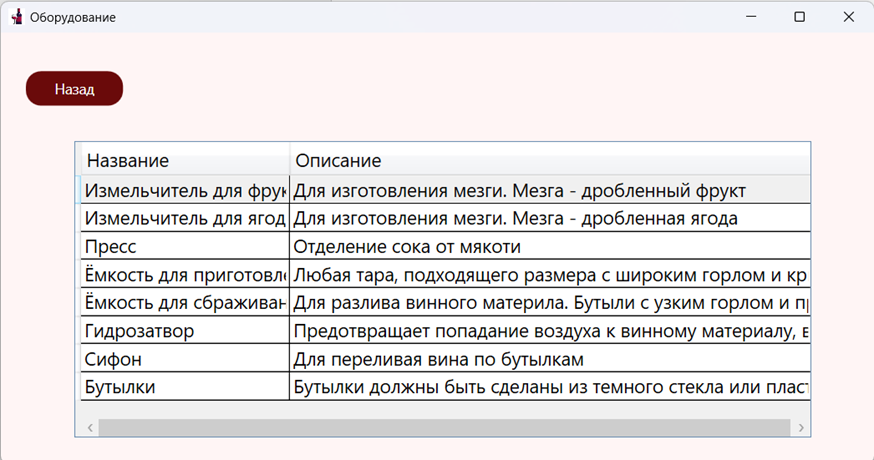 Оборудование
Назад
Название Описание
Измельчитель для фрук Для изготовления мезги. Мезга - дробленный фрукт
Измельчитель для ягод Для изготовления мезги. Мезга - дробленная ягода
Пресс Отделение сока от мякоти
Ёмкость для приготовле Любая тара, подходящего размера с широким горлом и кр
Ёмкость для сбраживан Для разлива винного материла. Бутыли с узким горлом и пр
Гидрозатвор Предотвращает попадание воздуха к винному материалу, в
Сифон Для переливая вина по бутылкам
Бутылки Бутылки должны быть сделаны из темного стекла или плас